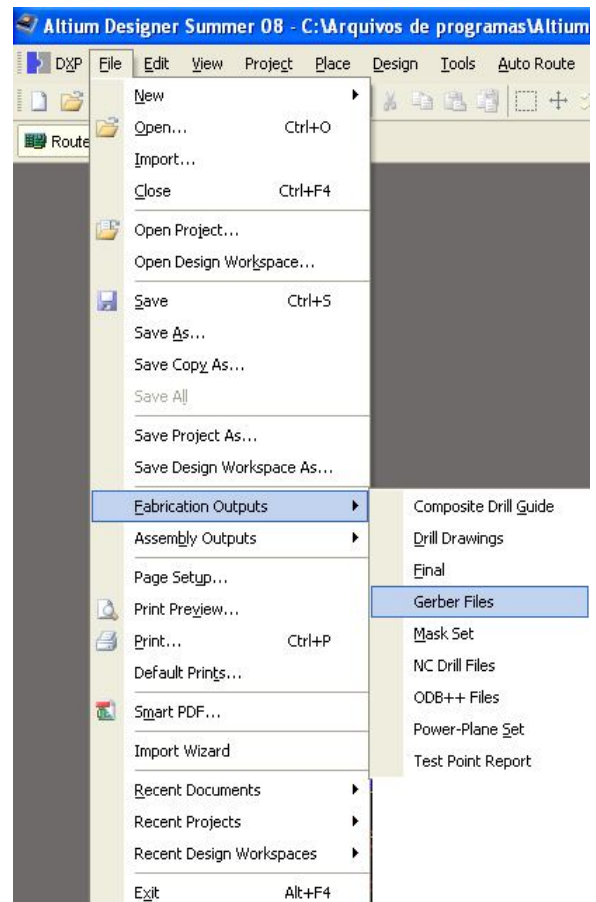 Altium Designer Summer 08 - C:\Arquivos de programas\Altium
DXP File Edit View Project Place Design Tools Auto Route
Route
New
Open... Ctrl+O
Import...
Close Ctrl+F4
Open Project...
Open Design Workspace...
Save Ctrl+S
Save As...
Save Copy As...
Save All
Save Project As...
Save Design Workspace As...
Fabrication Outputs
Composite Drill Guide
Drill Drawings
Final
Gerber Files
Mask Set
NC Drill Files
ODB++ Files
Power-Plane Set
Test Point Report
Assembly Outputs
Page Setup...
Print Preview...
Print... Ctrl+P
Default Prints...
Smart PDF...
Import Wizard
Recent Documents
Recent Projects
Recent Design Workspaces
Exit Alt+F4